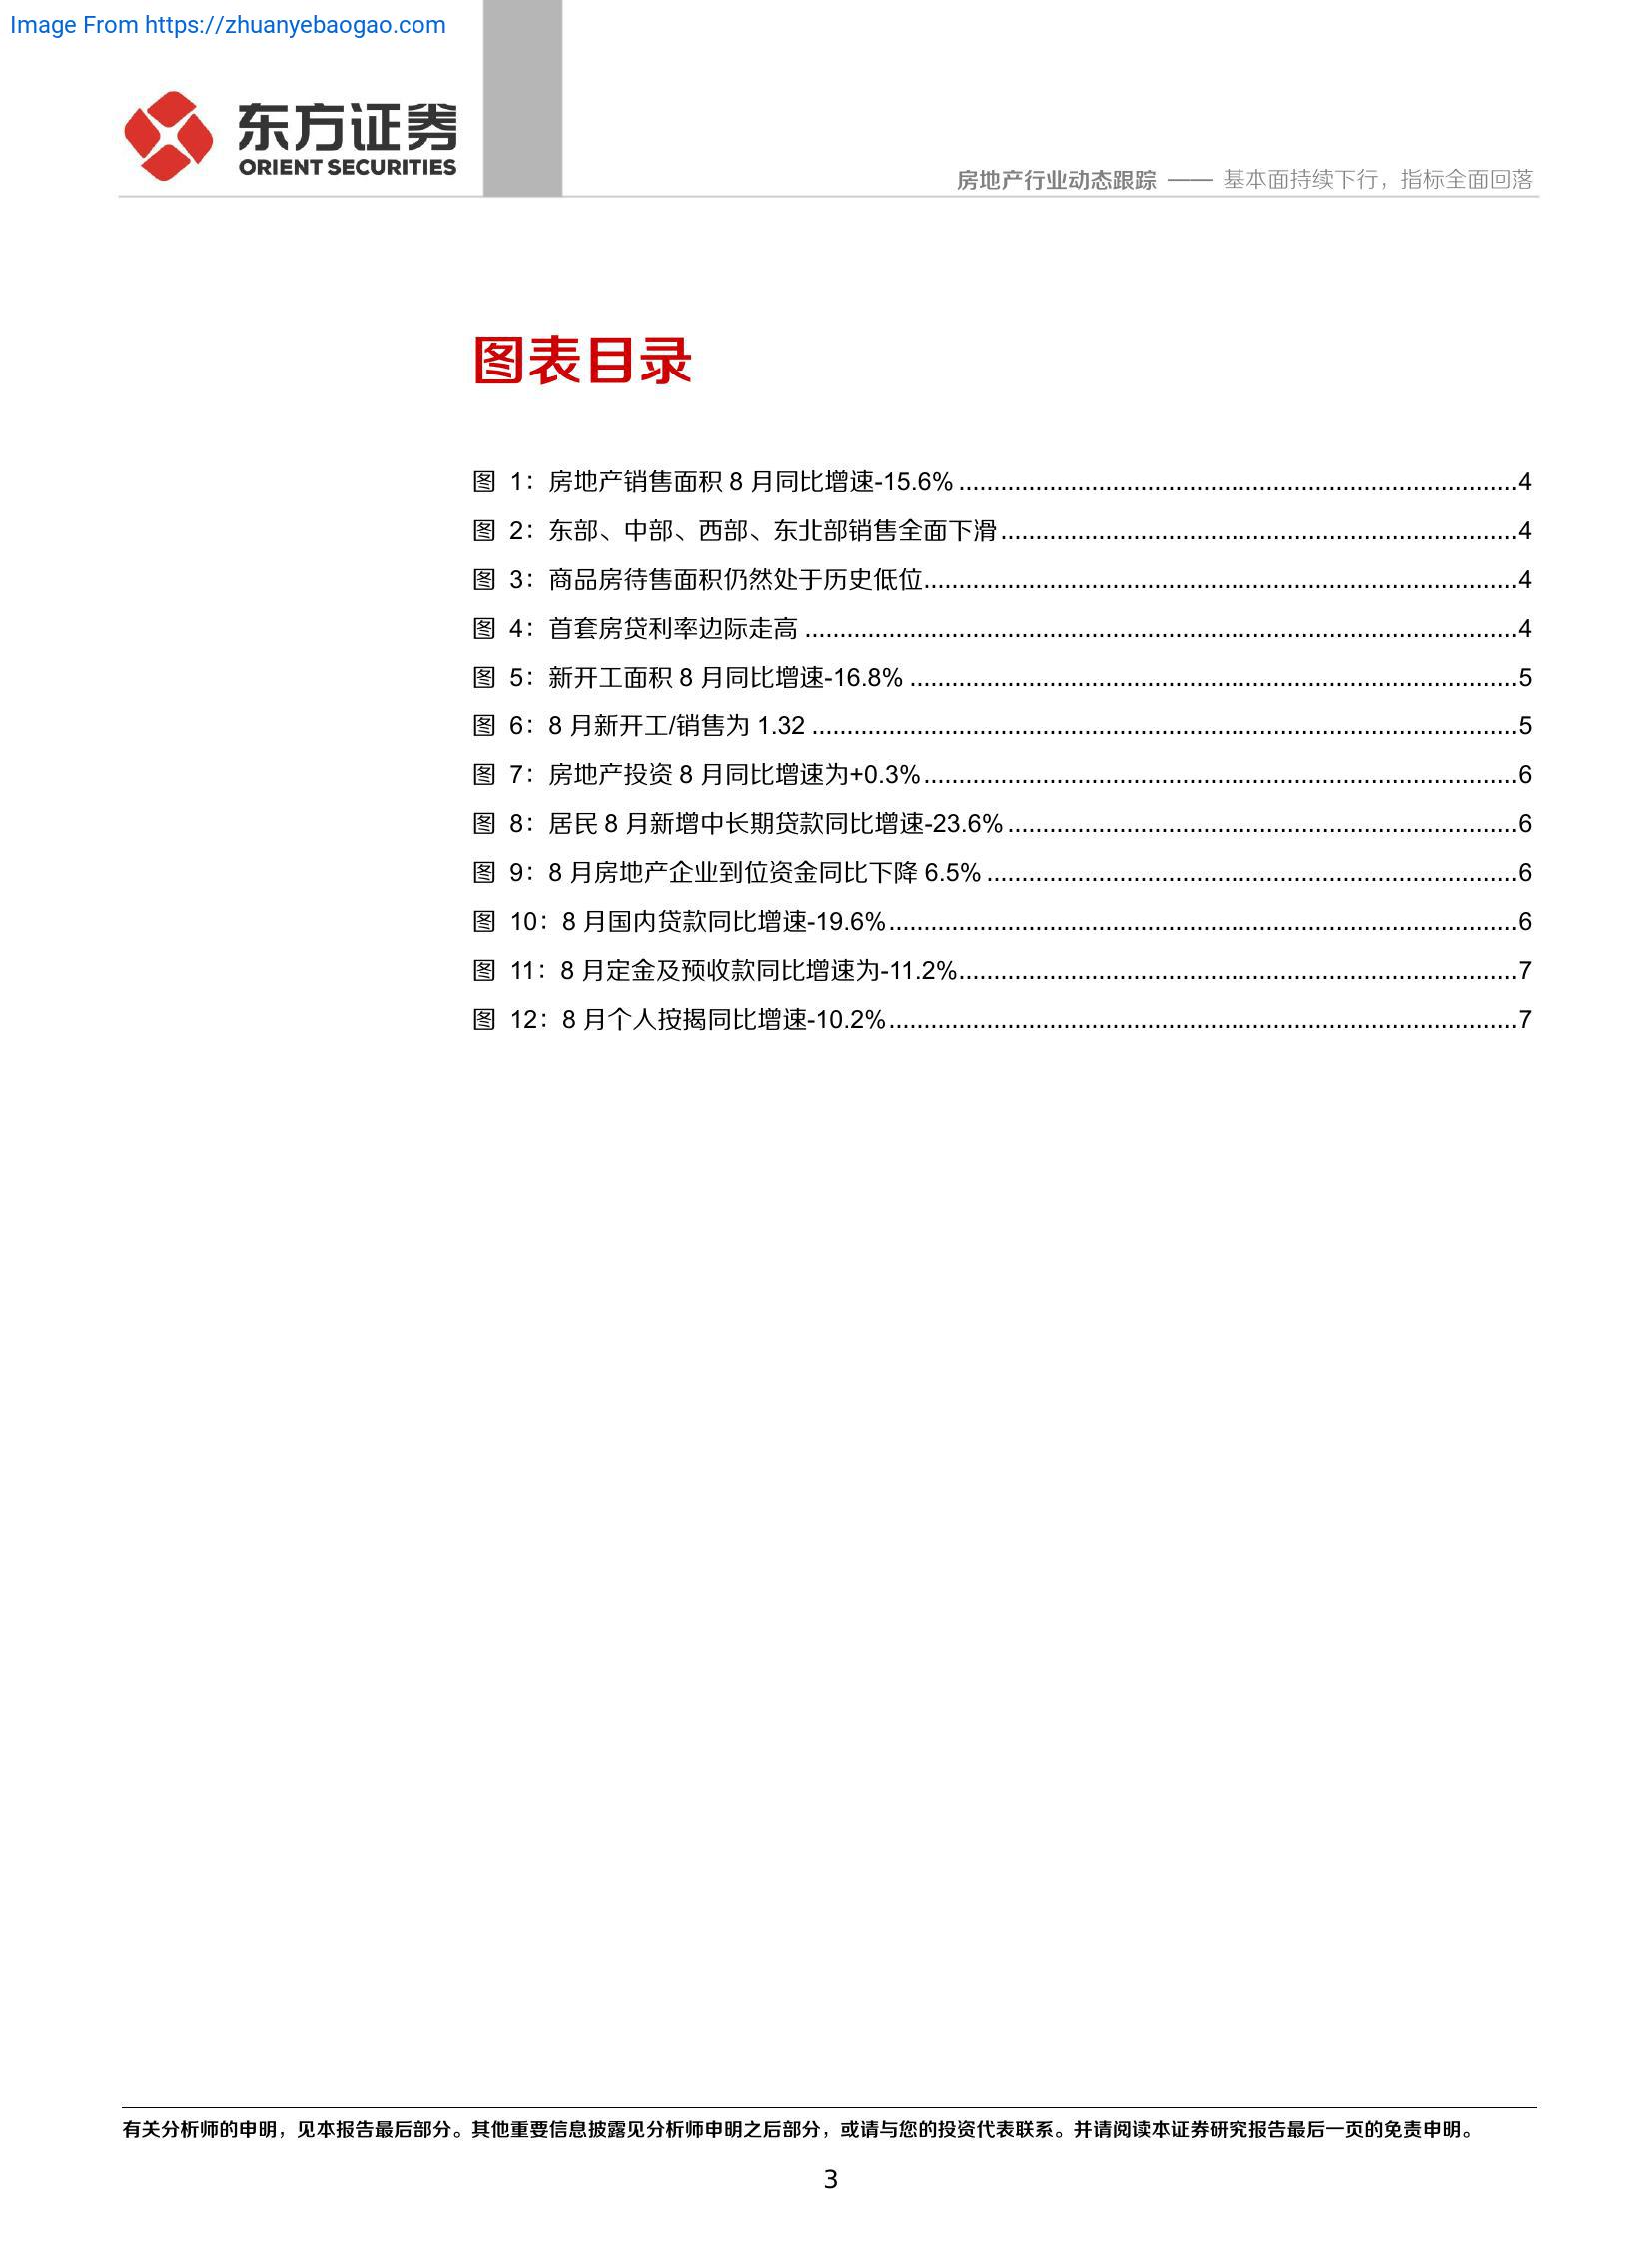 Image From https://zhuanyebaogao.com
东方证券
ORIENT SECURITIES
房地产行业动态跟踪 —— 基本面持续下行，指标全面回落
图表目录
图 1：房地产销售面积 8 月同比增速-15.6%................................................................................4
图 2：东部、中部、西部、东北部销售全面下滑..........................................................................4
图 3：商品房待售面积仍然处于历史低位.....................................................................................4
图 4：首套房贷利率边际走高......................................................................................................4
图 5：新开工面积 8 月同比增速-16.8%.......................................................................................5
图 6：8 月新开工/销售为 1.32.....................................................................................................5
图 7：房地产投资 8 月同比增速为+0.3%.....................................................................................6
图 8：居民 8 月新增中长期贷款同比增速-23.6%.........................................................................6
图 9：8 月房地产企业到位资金同比下降 6.5%............................................................................6
图 10：8 月国内贷款同比增速-19.6%..........................................................................................6
图 11：8 月定金及预收款同比增速为-11.2%................................................................................7
图 12：8 月个人按揭同比增速-10.2%..........................................................................................7
有关分析师的申明，见本报告最后部分。其他重要信息披露见分析师申明之后部分，或请与您的投资代表联系。并请阅读本证券研究报告最后一页的免责申明。
3